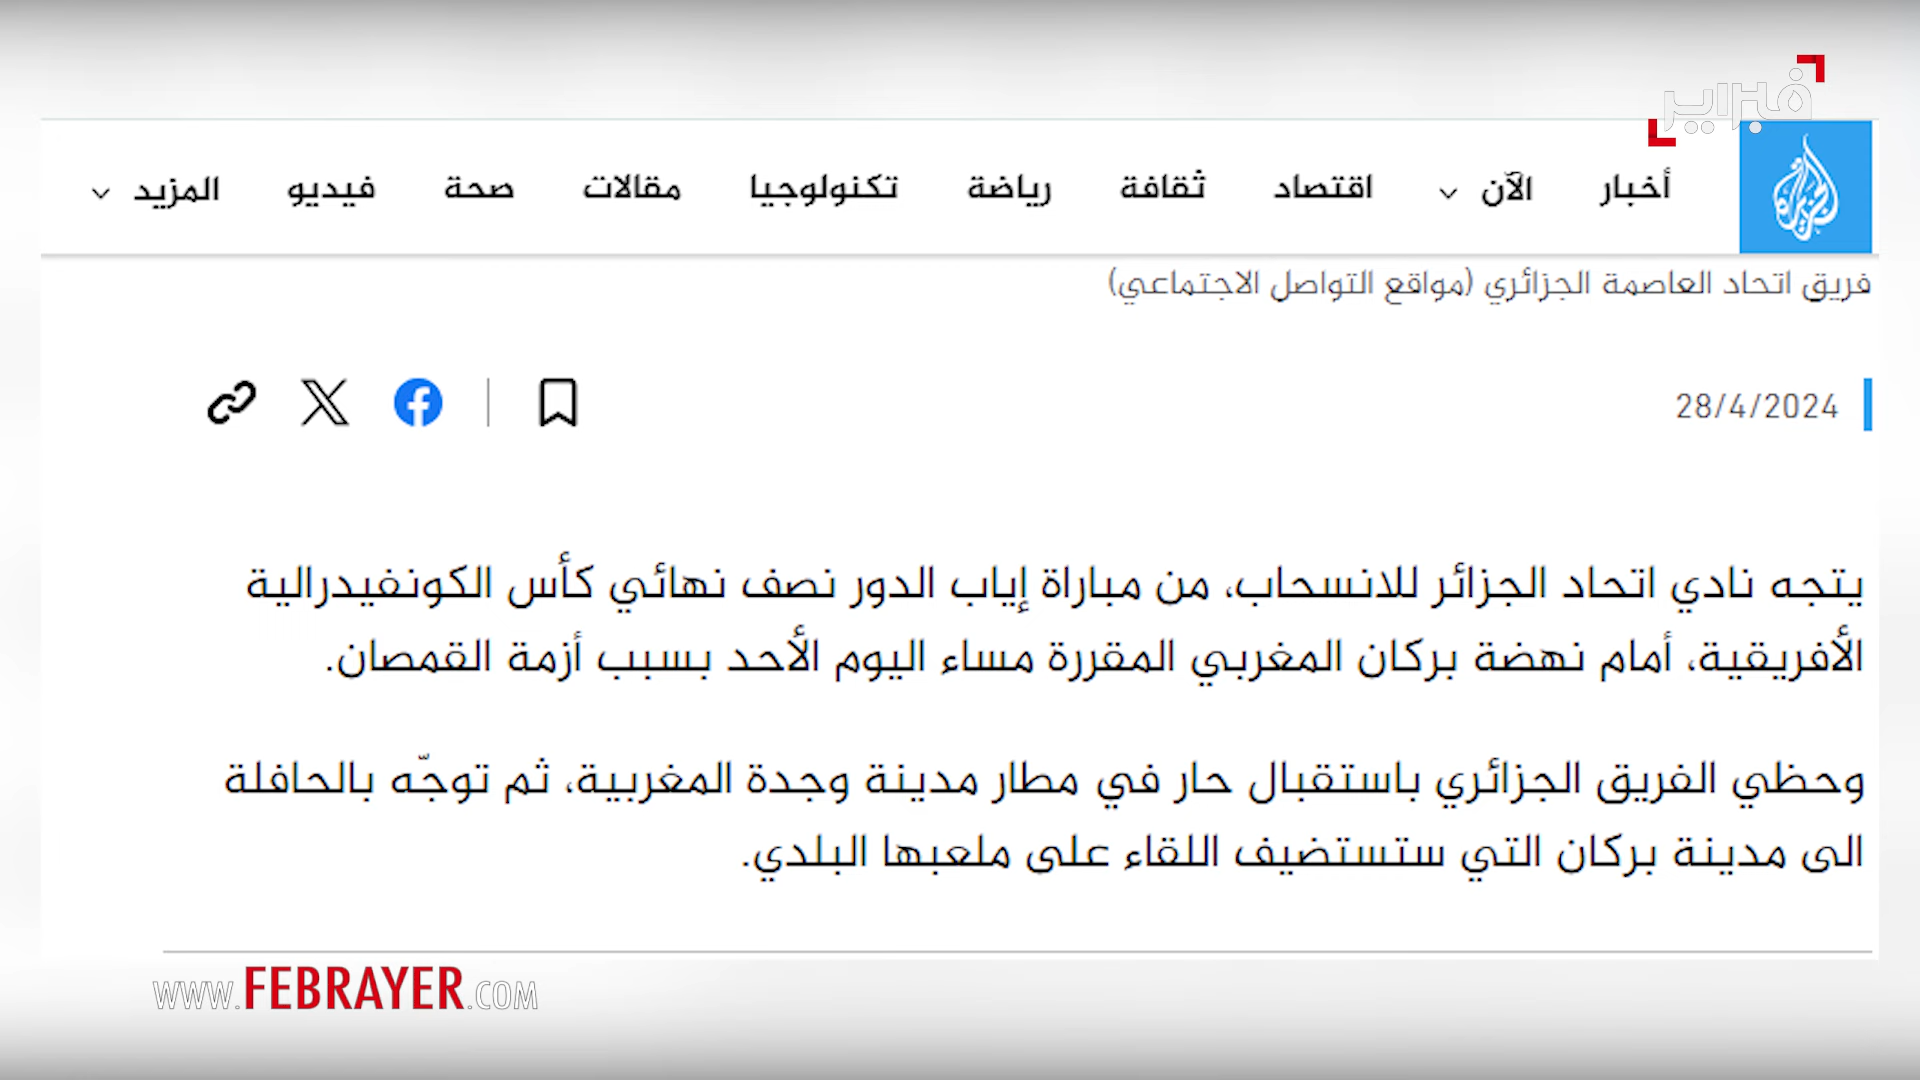 فبراير
الجزيرة
أخبار الآن اقتصاد ثقافة رياضة تكنولوجيا مقالات صحة فيديو المزيد
فريق اتحاد العاصمة الجزائري (مواقع التواصل الاجتماعي)
28/4/2024
يتجه نادي اتحاد الجزائر للانسحاب، من مباراة إياب الدور نصف نهائي كأس الكونفيدرالية
الأفريقية، أمام نهضة بركان المغربي المقررة مساء اليوم الأحد بسبب أزمة القمصان.
وحظي الفريق الجزائري باستقبال حار في مطار مدينة وجدة المغربية، ثم توجّه بالحافلة
الى مدينة بركان التي ستستضيف اللقاء على ملعبها البلدي.
WWW.FEBRAYER.COM